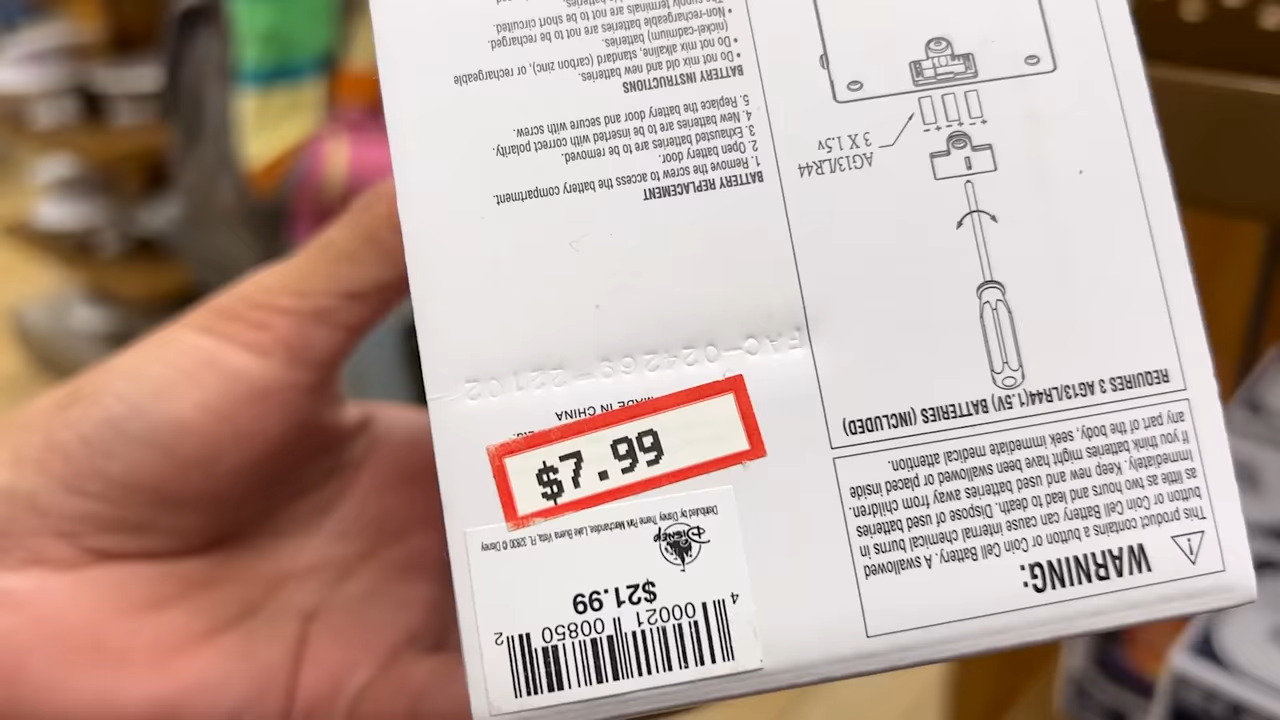 WARNING:
This product contains a button or Coin Cell Battery. A swallowed
button or Coin Cell Battery can cause internal chemical burns in
as little as two hours and lead to death. Dispose of used batteries
immediately. Keep new and used batteries away from children.
If you think batteries might have been swallowed or placed inside
any part of the body, seek immediate medical attention.
REQUIRES 3 AG13/LR44(1.5V) BATTERIES (INCLUDED)
AG13/LR44
3 X 1.5v
4 00021 00850 2
$21.99
Disney
Distributed by Disney Theme Park Merchandise, Lake Buena Vista, FL 32830
$7.99
MADE IN CHINA
FAC-024269-22102
BATTERY REPLACEMENT
1. Remove the screw to access the battery compartment.
2. Open battery door.
3. Exhausted batteries are to be removed.
4. New batteries are to be inserted with correct polarity.
5. Replace the battery door and secure with screw.
BATTERY INSTRUCTIONS
• Do not mix old and new batteries.
• Do not mix alkaline, standard (carbon zinc), or rechargeable
(nickel-cadmium) batteries.
• Non-rechargeable batteries are not to be recharged.
The supply terminals are not to be short circuited.